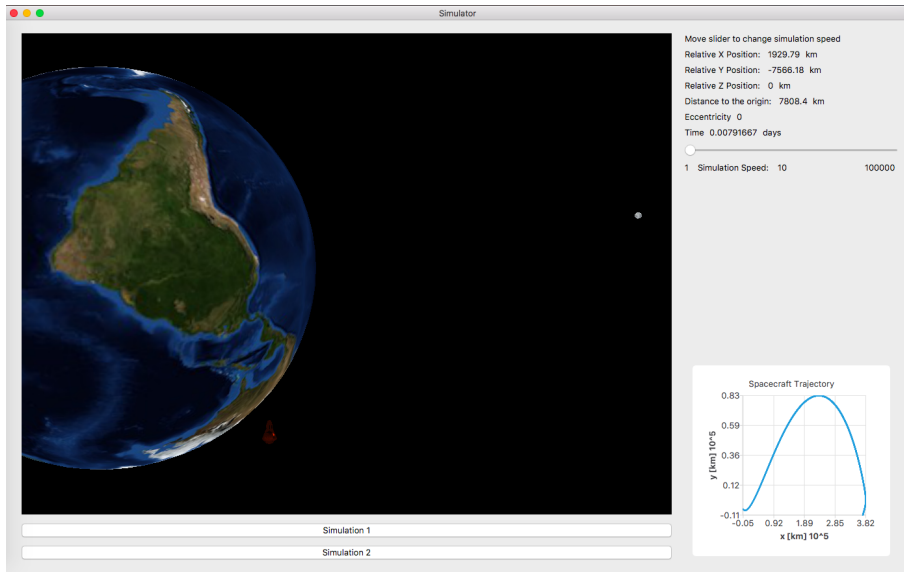 Simulator
Move slider to change simulation speed
Relative X Position: 1929.79 km
Relative Y Position: -7566.18 km
Relative Z Position: 0 km
Distance to the origin: 7808.4 km
Eccentricity 0
Time 0.00791667 days
1 Simulation Speed: 10 100000
Spacecraft Trajectory
0.83
0.59
0.36
0.12
-0.11
y [km] 10^5
-0.05 0.92 1.89 2.85 3.82
x [km] 10^5
Simulation 1
Simulation 2